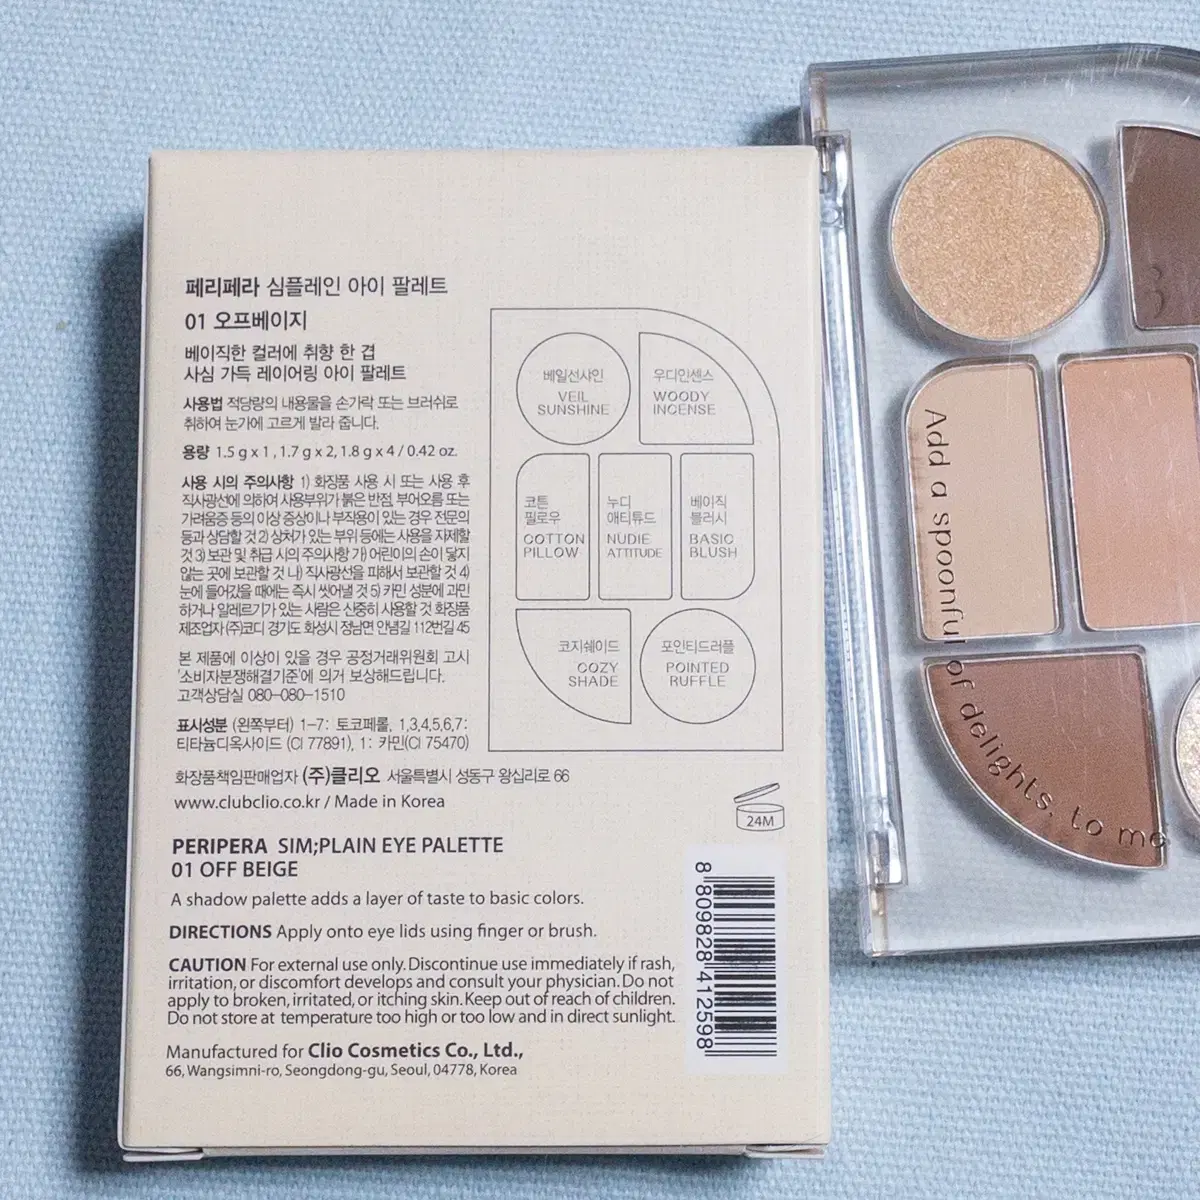 페리페라 심플레인 아이 팔레트
01 오프베이지
베이직한 컬러에 취향 한 겹
사심 가득 레이어링 아이 팔레트
사용법 적당량의 내용물을 손가락 또는 브러쉬로
취하여 눈가에 고르게 발라 줍니다.
용량 1.5 g x 1 , 1.7 g x 2, 1.8 g x 4 / 0.42 oz.
사용 시의 주의사항 1) 화장품 사용 시 또는 사용 후
직사광선에 의하여 사용부위가 붉은 반점, 부어오름 또는
가려움증 등의 이상 증상이나 부작용이 있는 경우 전문의
등과 상담할 것 2) 상처가 있는 부위 등에는 사용을 자제할
것 3) 보관 및 취급 시의 주의사항 가) 어린이의 손이 닿지
않는 곳에 보관할 것 나) 직사광선을 피해서 보관할 것 4)
눈에 들어갔을 때에는 즉시 씻어낼 것 5) 카민 성분에 과민
하거나 알레르기가 있는 사람은 신중히 사용할 것 화장품
제조업자 (주)코디 경기도 화성시 정남면 안녕길 112번길 45
본 제품에 이상이 있을 경우 공정거래위원회 고시
'소비자분쟁해결기준'에 의거 보상해드립니다.
고객상담실 080-080-1510
표시성분 (왼쪽부터) 1-7: 토코페롤, 1,3,4,5,6,7:
티타늄디옥사이드 (CI 77891), 1: 카민(CI 75470)
화장품책임판매업자 (주)클리오 서울특별시 성동구 왕십리로 66
www.clubclio.co.kr / Made in Korea
베일선샤인
VEIL
SUNSHINE
우디인센스
WOODY
INCENSE
코튼
필로우
COTTON
PILLOW
누디
애티튜드
NUDIE
ATTITUDE
베이직
블러시
BASIC
BLUSH
코지쉐이드
COZY
SHADE
포인티드러플
POINTED
RUFFLE
24M
PERIPERA SIM;PLAIN EYE PALETTE
01 OFF BEIGE
A shadow palette adds a layer of taste to basic colors.
DIRECTIONS Apply onto eye lids using finger or brush.
CAUTION For external use only. Discontinue use immediately if rash,
irritation, or discomfort develops and consult your physician. Do not
apply to broken, irritated, or itching skin. Keep out of reach of children.
Do not store at temperature too high or too low and in direct sunlight.
Manufactured for Clio Cosmetics Co., Ltd.,
66, Wangsimni-ro, Seongdong-gu, Seoul, 04778, Korea
8 809828 412598
Add a spoonful of delights, to me